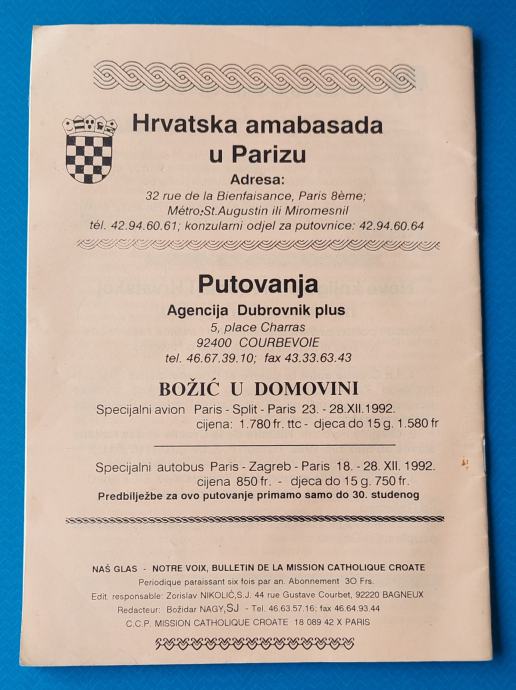 Hrvatska amabasada
u Parizu
Adresa:
32 rue de la Bienfaisance, Paris 8ème;
Métro:St.Augustin ili Miromesnil
tél. 42.94.60.61; konzularni odjel za putovnice: 42.94.60.64
Putovanja
Agencija Dubrovnik plus
5, place Charras
92400 COURBEVOIE
tel. 46.67.39.10; fax 43.33.63.43
BOŽIĆ U DOMOVINI
Specijalni avion Paris - Split - Paris 23. - 28.XII.1992.
cijena: 1.780 fr. ttc - djeca do 15 g. 1.580 fr
Specijalni autobus Paris - Zagreb - Paris 18. - 28. XII. 1992.
cijena 850 fr. - djeca do 15 g. 750 fr.
Predbilježbe za ovo putovanje primamo samo do 30. studenog
NAŠ GLAS - NOTRE VOIX, BULLETIN DE LA MISSION CATHOLIQUE CROATE
Periodique paraissant six fois par an. Abonnement 30 Frs.
Edit. responsable: Zorislav NIKOLIĆ,S.J. 44 rue Gustave Courbet, 92220 BAGNEUX
Redacteur: Božidar NAGY,SJ - Tel. 46.63.57.16; fax 46.64.93.44
C.C.P. MISSION CATHOLIQUE CROATE 18 089 42 X PARIS